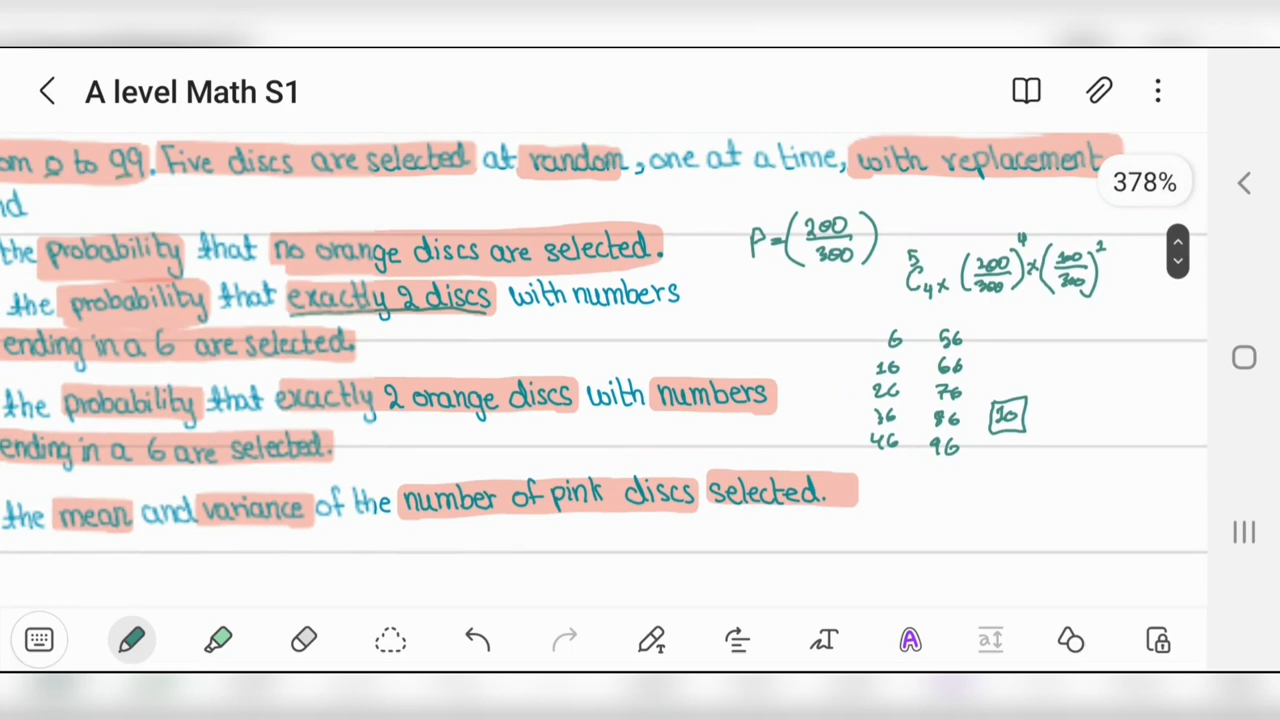 A level Math S1
om 0 to 99. Five discs are selected at random, one at a time, with replacement
nd
378%
the probability that no orange discs are selected.
P=(200/300)
5C4 × (200/300)^4 × (100/300)^2
the probability that exactly 2 discs with numbers
ending in a 6 are selected.
6 56
16 66
26 76
36 86
46 96
10
the probability that exactly 2 orange discs with numbers
ending in a 6 are selected.
the mean and variance of the number of pink discs selected.